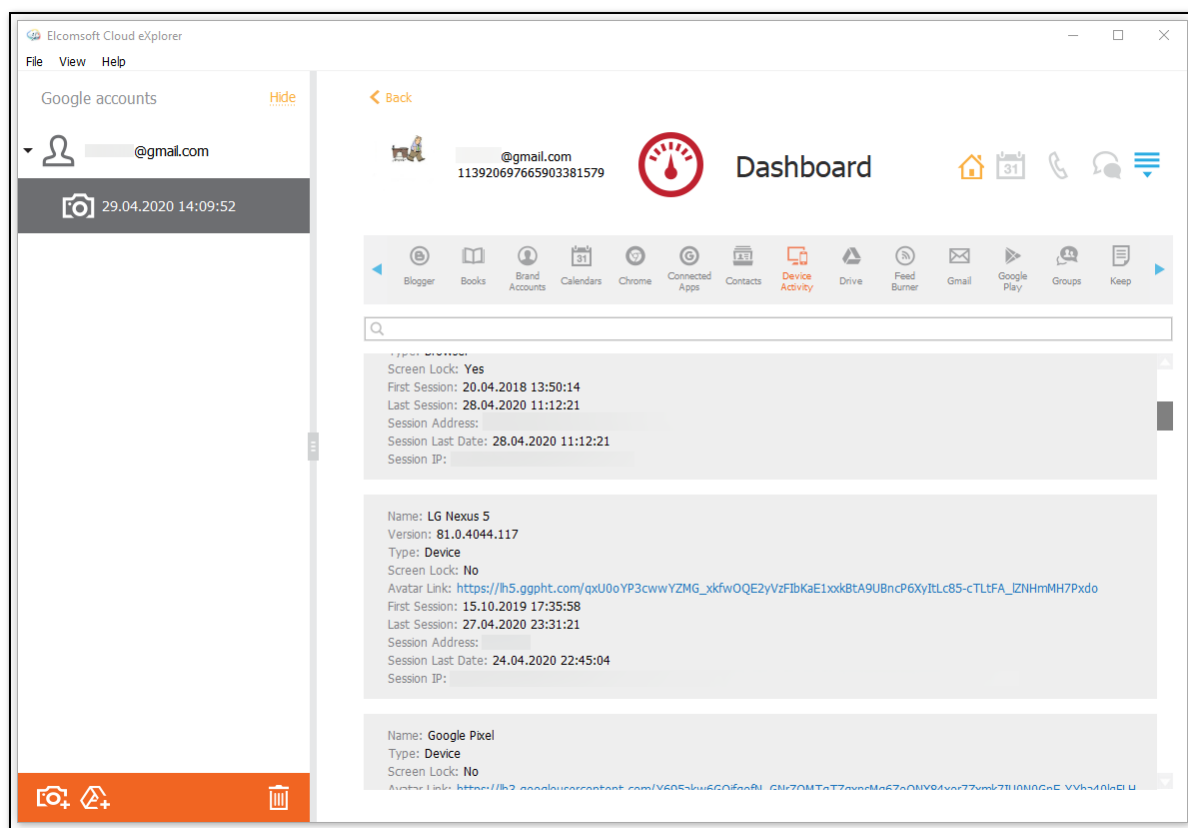 Elcomsoft Cloud eXplorer
File View Help
Google accounts Hide
@gmail.com
29.04.2020 14:09:52
Back
@gmail.com
113920697665903381579
Dashboard
31
Blogger
Books
Brand Accounts
31
Calendars
Chrome
Connected Apps
Contacts
Device Activity
Drive
Feed Burner
Gmail
Google Play
Groups
Keep
Type: Browser
Screen Lock: Yes
First Session: 20.04.2018 13:50:14
Last Session: 28.04.2020 11:12:21
Session Address:
Session Last Date: 28.04.2020 11:12:21
Session IP:
Name: LG Nexus 5
Version: 81.0.4044.117
Type: Device
Screen Lock: No
Avatar Link: https://lh5.ggpht.com/qxU0oYP3cwwYZMG_xkfwOQE2yVzFIbKaE1xxkBtA9UBncP6XyItLc85-cTLtFA_lZNHmMH7Pxdo
First Session: 15.10.2019 17:35:58
Last Session: 27.04.2020 23:31:21
Session Address:
Session Last Date: 24.04.2020 22:45:04
Session IP:
Name: Google Pixel
Type: Device
Screen Lock: No
Avatar Link: